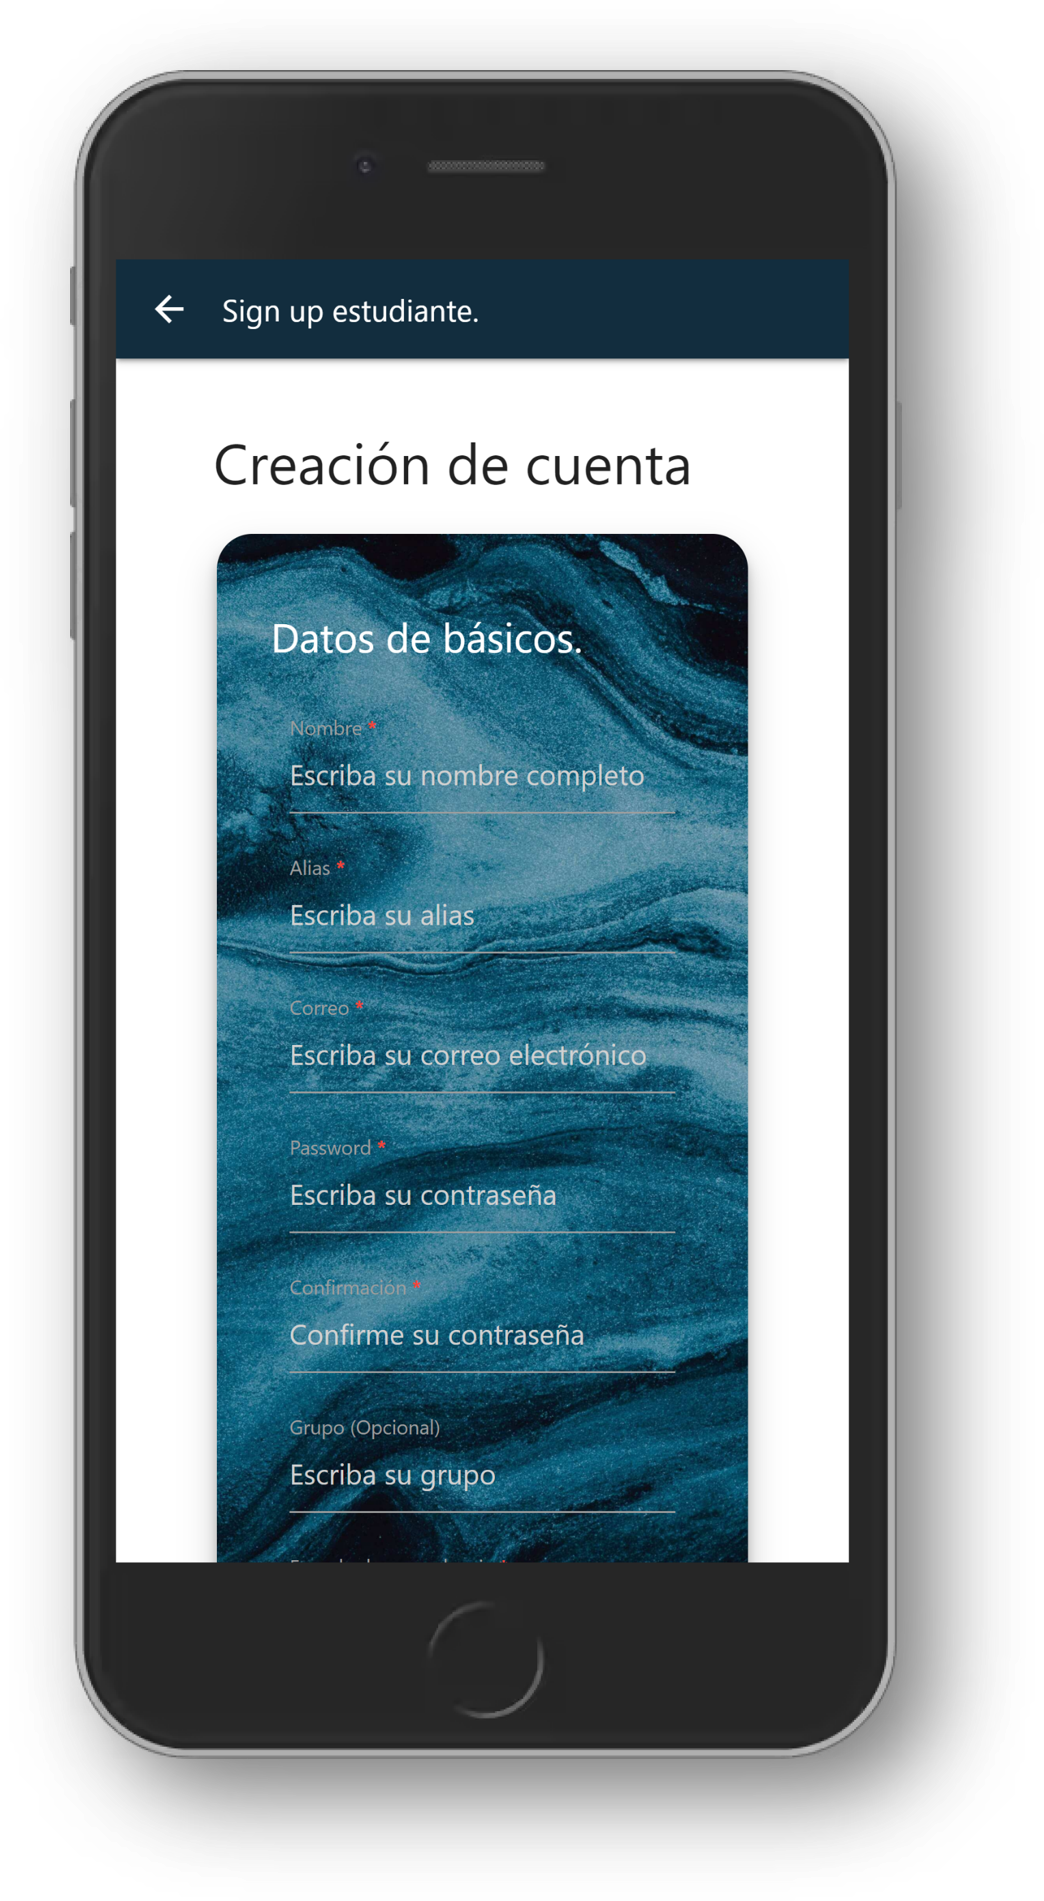 Sign up estudiante.
Creación de cuenta
Datos de básicos.
Nombre *
Escriba su nombre completo
Alias *
Escriba su alias
Correo *
Escriba su correo electrónico
Password *
Escriba su contraseña
Confirmación *
Confirme su contraseña
Grupo (Opcional)
Escriba su grupo